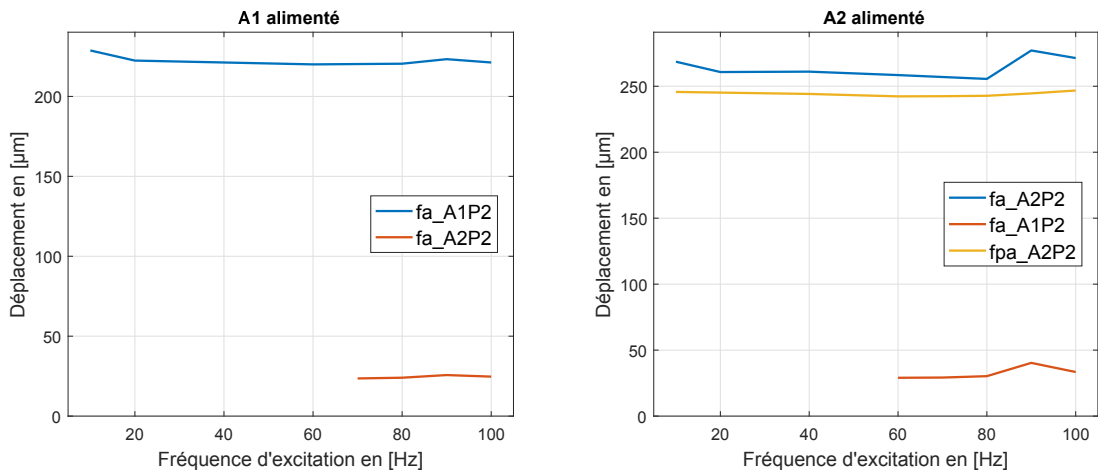 A1 alimenté
200
150
100
50
0
20 40 60 80 100
Déplacement en [µm]
Fréquence d'excitation en [Hz]
fa_A1P2
fa_A2P2
A2 alimenté
250
200
150
100
50
0
20 40 60 80 100
Déplacement en [µm]
Fréquence d'excitation en [Hz]
fa_A2P2
fa_A1P2
fpa_A2P2